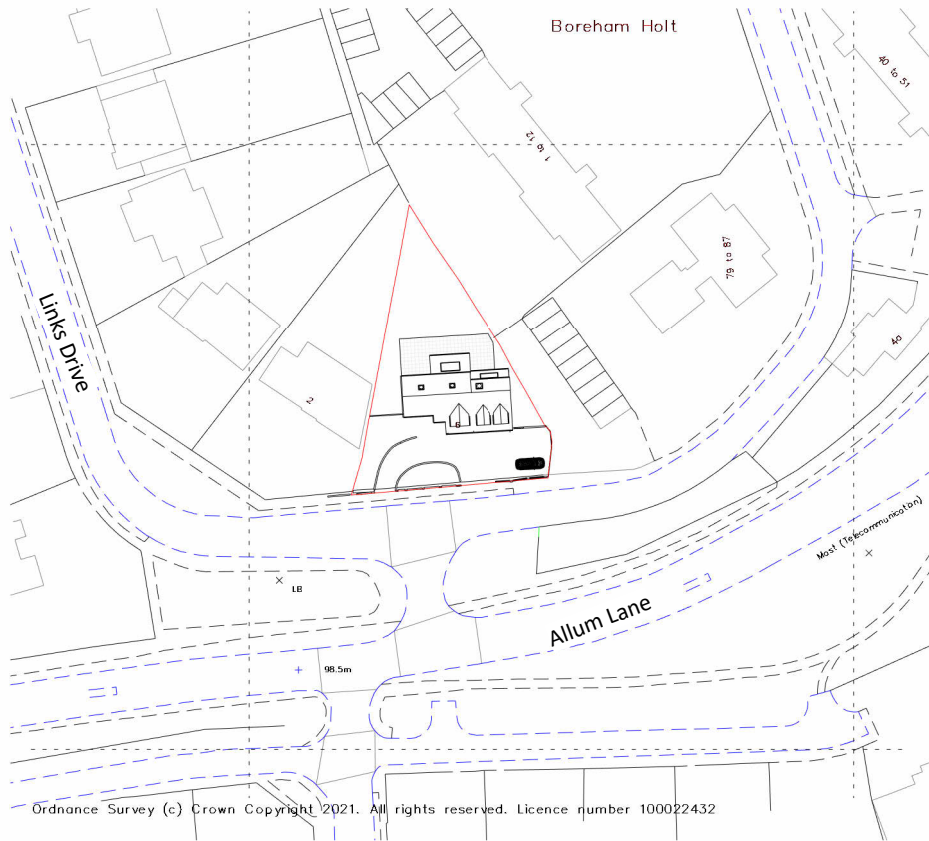 Boreham Holt
40 to 51
1 to 12
79 to 87
4a
Links Drive
2
6
Mast (Telecommunication)
LB
Allum Lane
98.5m
Ordnance Survey (c) Crown Copyright 2021. All rights reserved. Licence number 100022432